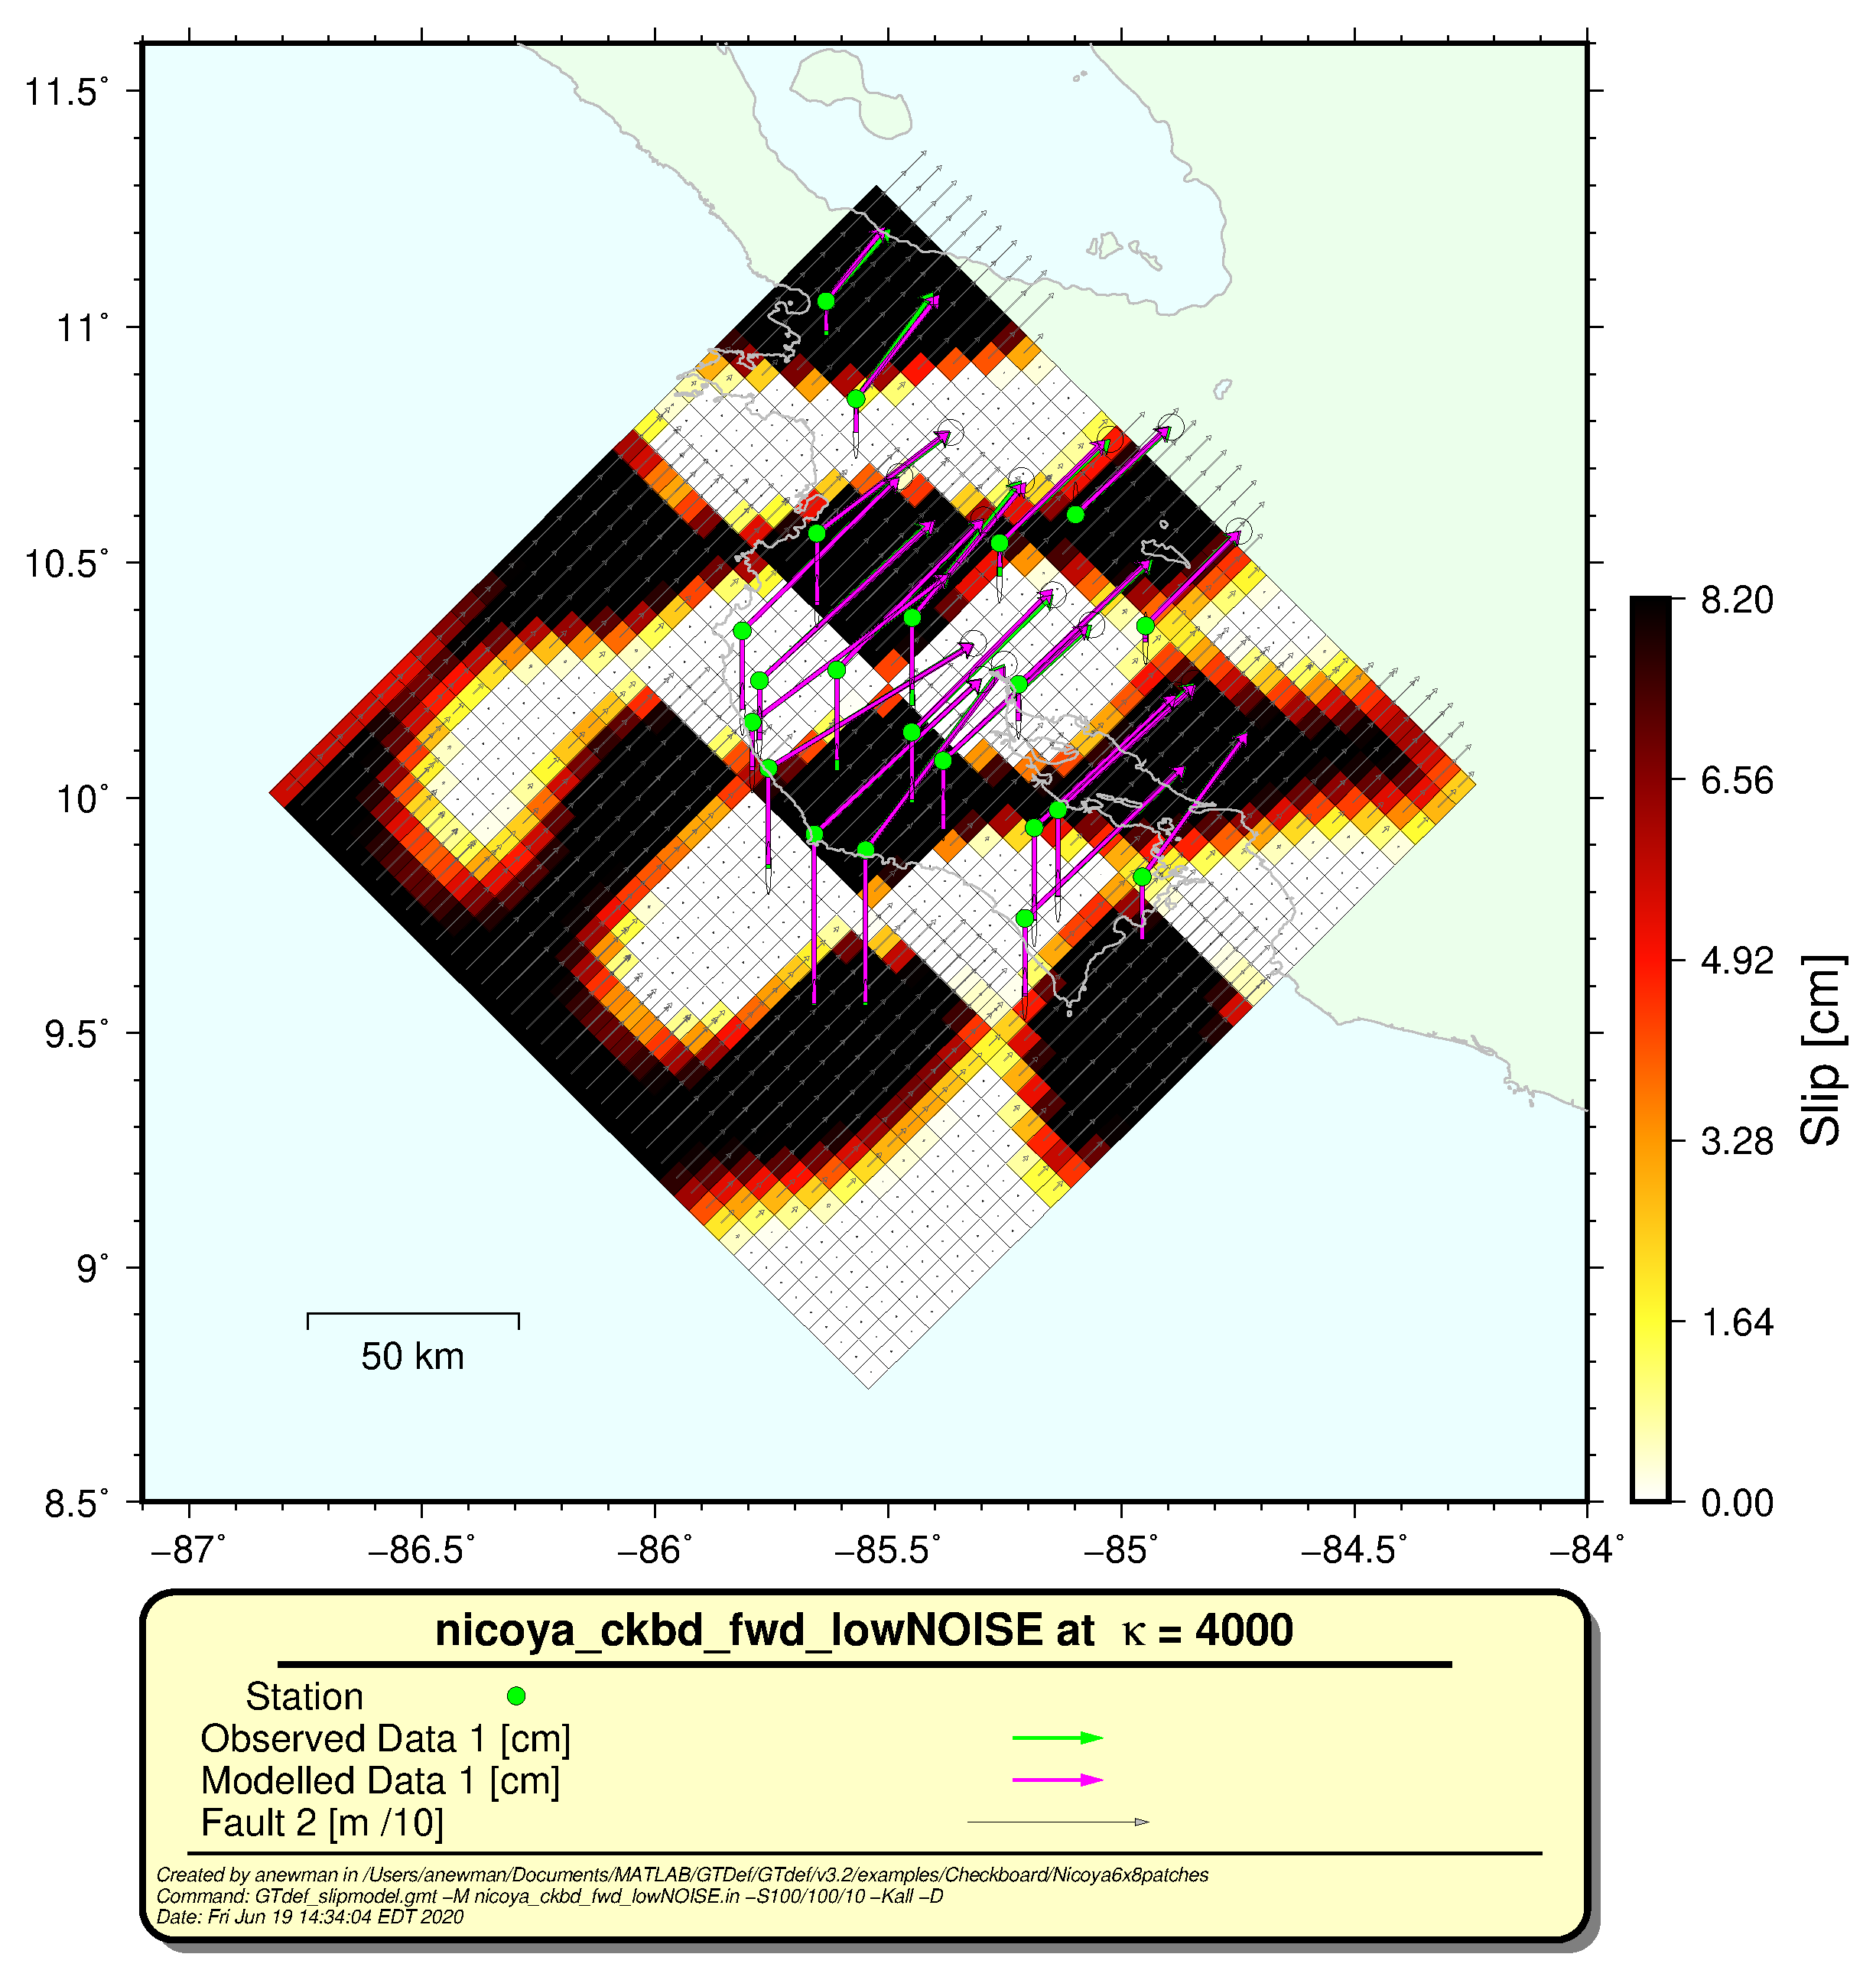 11.5°
11°
10.5°
10°
9.5°
9°
8.5°
50 km
−87°
−86.5°
−86°
−85.5°
−85°
−84.5°
−84°
8.20
6.56
4.92
3.28
1.64
0.00
Slip [cm]
nicoya_ckbd_fwd_lowNOISE at κ = 4000
Station
Observed Data 1 [cm]
Modelled Data 1 [cm]
Fault 2 [m /10]
Created by anewman in /Users/anewman/Documents/MATLAB/GTDef/GTdef/v3.2/examples/Checkboard/Nicoya6x8patches
Command: GTdef_slipmodel.gmt −M nicoya_ckbd_fwd_lowNOISE.in −S100/100/10 −Kall −D
Date: Fri Jun 19 14:34:04 EDT 2020